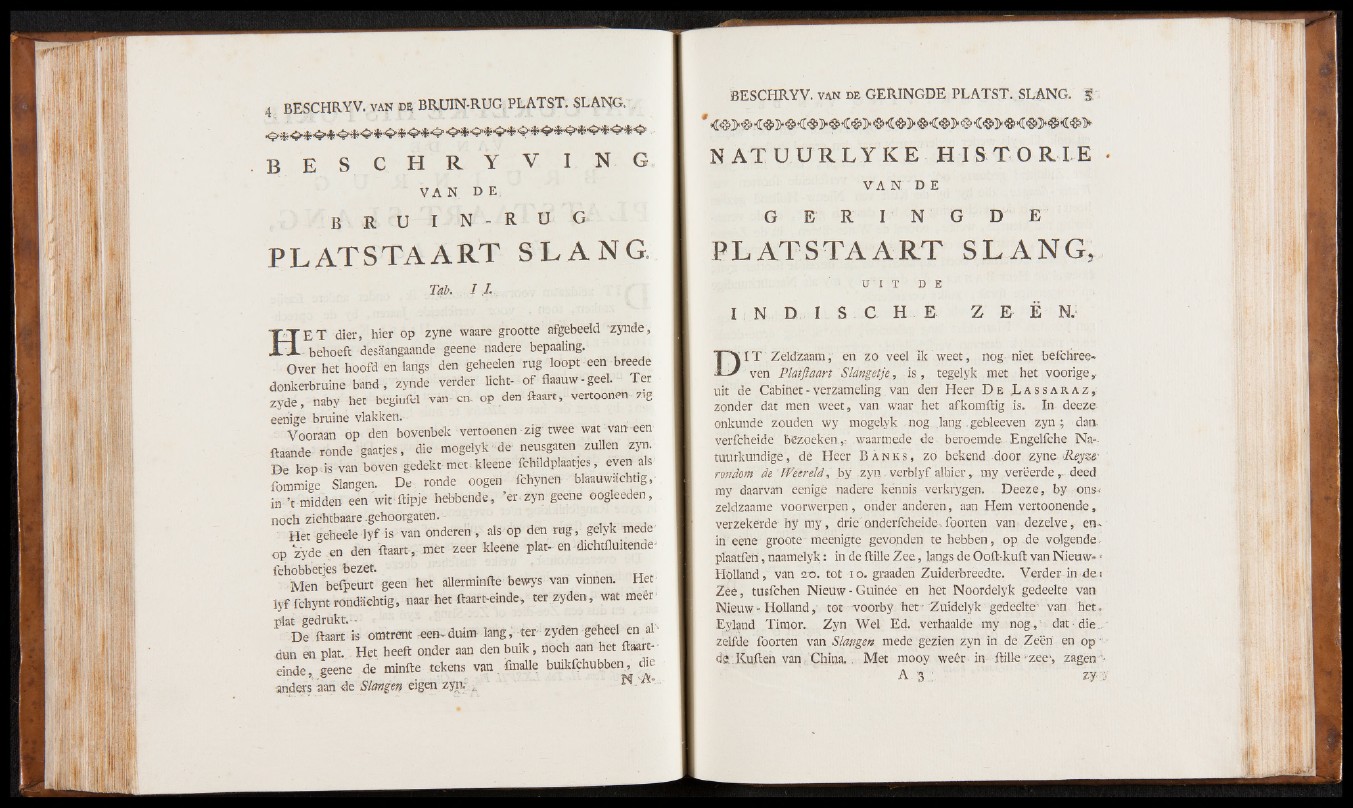 4 BESCHRYV. VAN DE BRUIN-RUG PLATST. SLANG.
BESCHRYVING
VAN DE
BRUIN-RUG
PLATSTAART SLANG.
Tab. II.
HET dier, hier op zyne waare grootte afgebeeld zynde,
behoeft desäangaande geene nadere bepaaling.
Over het hoofd en langs den geheelen rug loopt een breede
donkerbruine band, zynde verder licht- of flaauw-geel. Ter
zyde, naby het beginſel van en op den ſtaart, vertoonen zig
eenige bruine vlakken.
Vooraan op den bovenbek vertoonen zig twee wat van een
ſtaande ronde gaatjes, die mogelyk de neusgaten zullen zyn.
De kop is van boven gedekt met kleene ſchildplaatjes, even als
ſommige Slangen. De ronde oogen ſchynen blaauwächtig,
in 't midden een wit ſtipje hebbende, 'er zyn geene oogleeden,
noch zichtbaare gehoorgaten.
Het geheele lyf is van onderen, als op den rug, gelyk mede
op zyde en den ſtaart, met zeer kleene plat- en dichtſluitende
ſchobbetjes bezet.
Men beſpeurt geen het allerminſte bewys van vinnen. Het
lyf ſchynt rondächtig, naar het ſtaart-einde, ter zyden, wat meêr
plat gedrukt.
De ſtaart is omtrent een duim lang, ter zyden geheel en al
dun en plat. Het heeft onder aan den buik, noch aan het ſtaart-
einde, geene de minſte tekens van ſmalle buikſchubben, die
anders aan de Slangen eigen zyn.
NA-
BESCHRYV. VAN DE GERINGDE PLATST. SLANG. 5
NATUURLYKE HISTORIE
VAN DE
GERINGDE
PLATSTAART SLANG,
UIT DE
INDISCHE ZEËN.
DIT Zeldzaam, en zo veel ik weet, nog niet beſchree-
ven Platſtaart Slangetje, is, tegelyk met het voorige,
uit de Cabinet-verzameling van den Heer DE LASSARAZ,
zonder dat men weet, van waar het afkomſtig is. In deeze
onkunde zouden wy mogelyk nog lang gebleeven zyn; dan
verſcheide bezoeken, waarmede de beroemde Engelſche Na-
tuurkundige, de Heer BANKS, zo bekend door zyne Reyze
rondom de Weereld, by zyn verblyf alhier, my vereerde, deed
my daarvan eenige nadere kennis verkrygen. Deeze, by ons
zeldzaame voorwerpen, onder anderen, aan Hem vertoonende,
verzekerde hy my, drie onderſcheide ſoorten van dezelve, en
in eene groote meenigte gevonden te hebben, op de volgende
plaatſen, naamelyk: in de ſtille Zee, langs de Ooſt-kuſt van Nieuw-
Holland, van 20. tot 10. graaden Zuiderbreedte. Verder in de
Zee, tusſchen Nieuw-Guinée en het Noordelyk gedeelte van
Nieuw-Holland, tot voorby het Zuidelyk gedeelte van het
Eyland Timor. Zyn Wel Ed. verhaalde my nog, dat die
zelfde ſoorten van Slangen mede gezien zyn in de Zeën en op
de Kuſten van China. Met mooy weêr in ſtille zee, zagen
A 3 zy